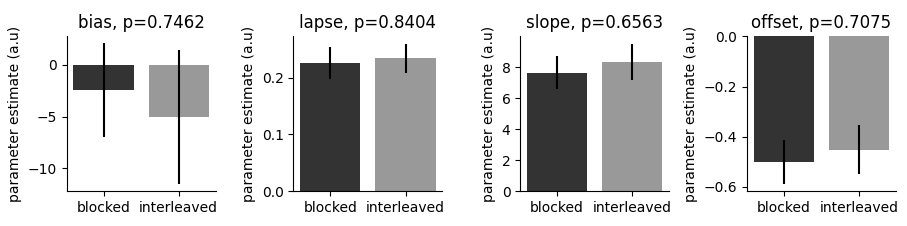 bias, p=0.7462
parameter estimate (a.u)
0
−5
−10
blocked interleaved
lapse, p=0.8404
parameter estimate (a.u)
0.2
0.1
0.0
blocked interleaved
slope, p=0.6563
parameter estimate (a.u)
8
6
4
2
0
blocked interleaved
offset, p=0.7075
parameter estimate (a.u)
0.0
−0.2
−0.4
−0.6
blocked interleaved